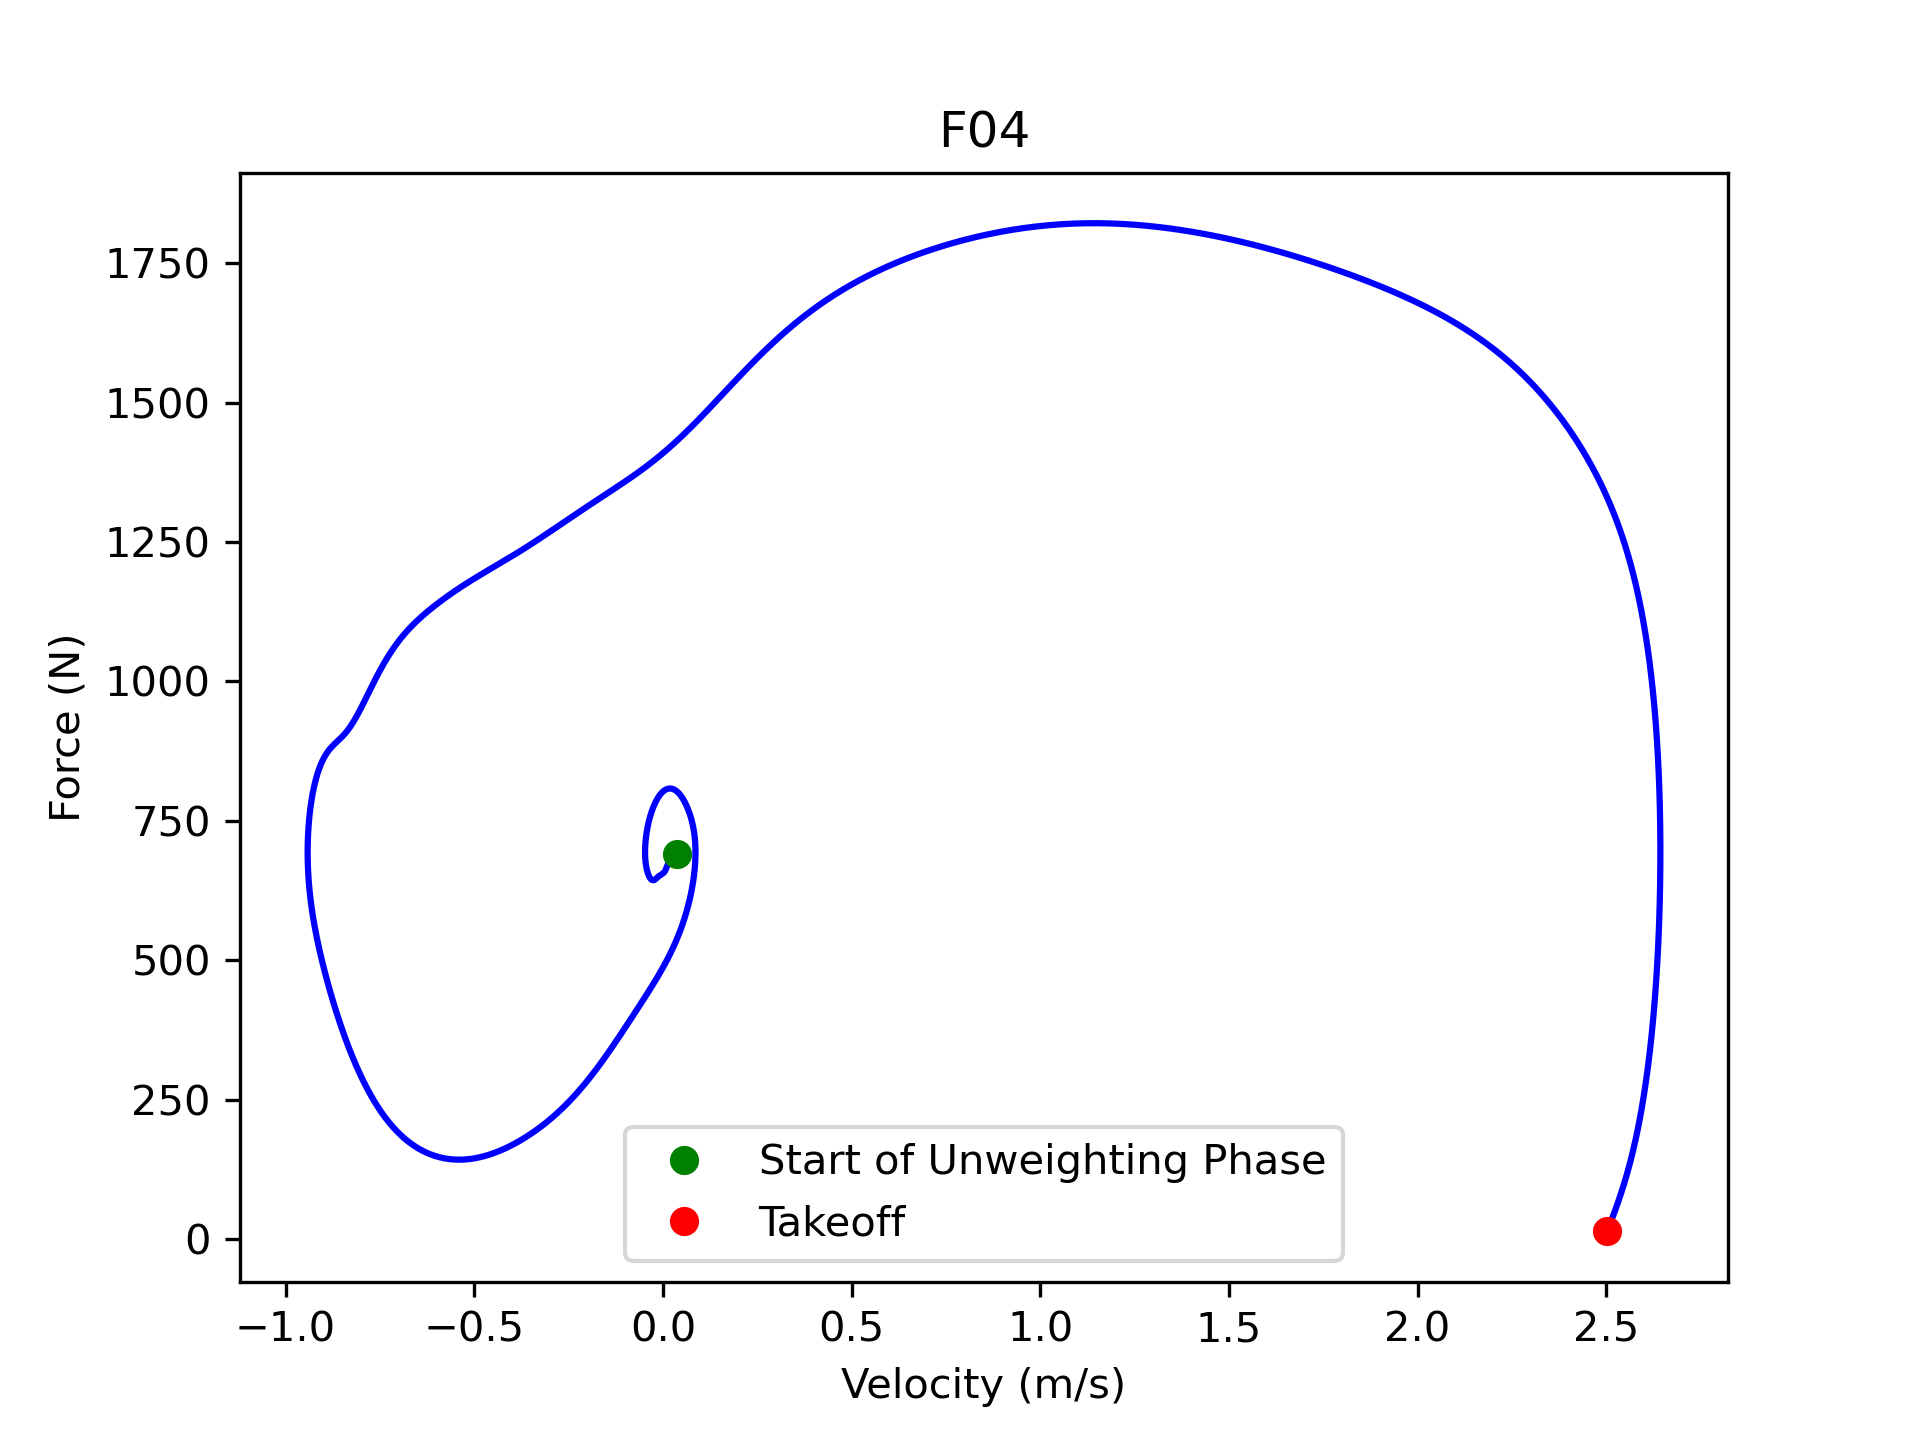 F04
Force (N)
1750
1500
1250
1000
750
500
250
0
−1.0 −0.5 0.0 0.5 1.0 1.5 2.0 2.5
Velocity (m/s)
Start of Unweighting Phase
Takeoff